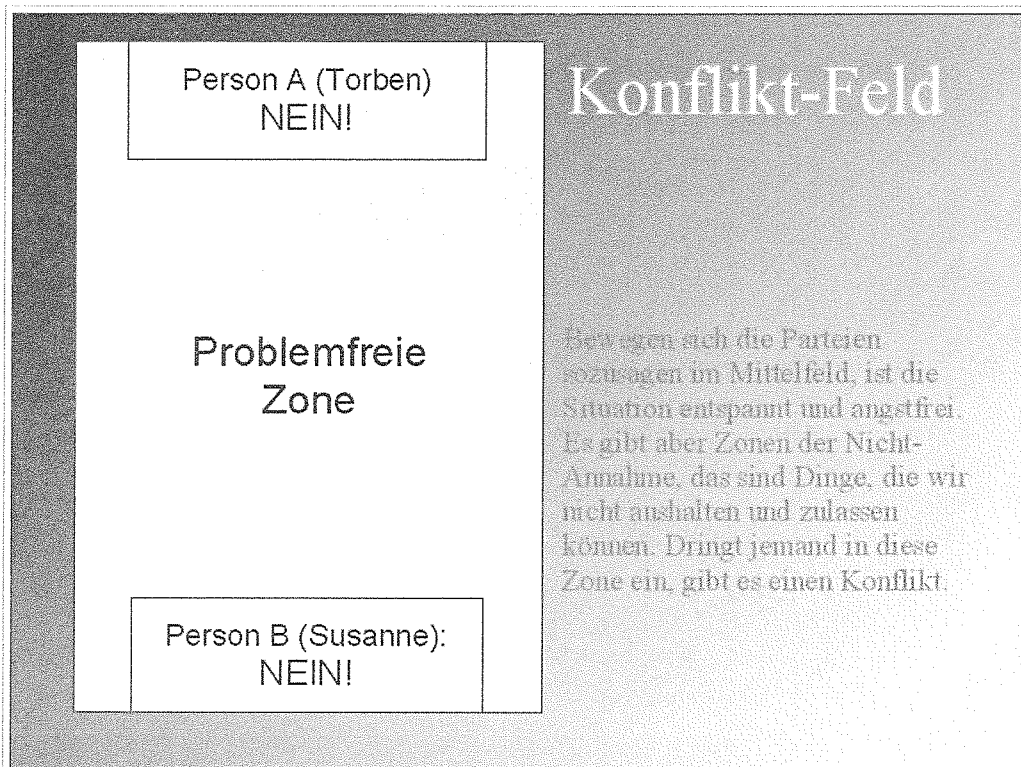 Person A (Torben)
NEIN!
Konflikt-Feld
Problemfreie
Zone
Bewegen sich die Parteien
sozusagen im Mittelfeld, ist die
Situation entspannt und angstfrei.
Es gibt aber Zonen der Nicht-
Annahme, das sind Dinge, die wir
nicht aushalten und zulassen
können. Dringt jemand in diese
Zone ein, gibt es einen Konflikt.
Person B (Susanne):
NEIN!